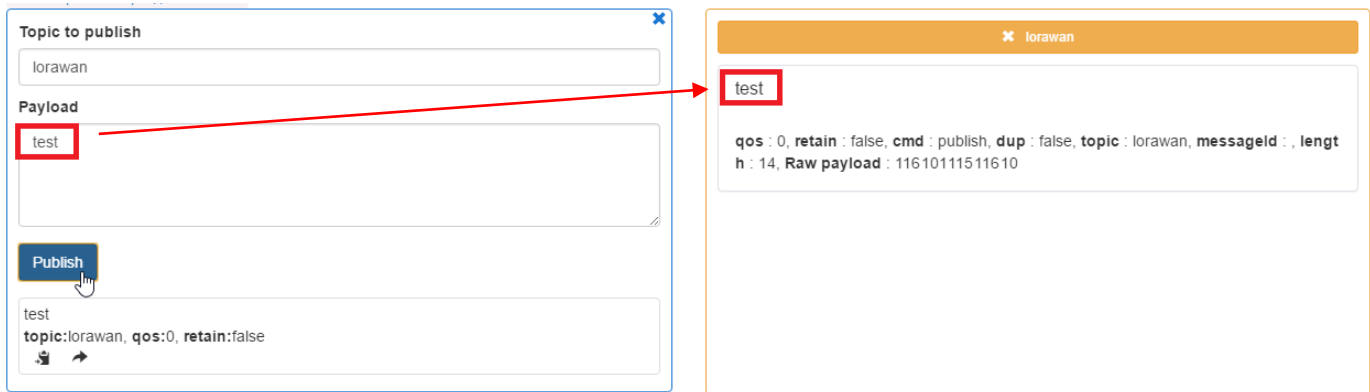 Topic to publish
lorawan
Payload
test
Publish
test
topic:lorawan, qos:0, retain:false
✖ lorawan
test
qos : 0, retain : false, cmd : publish, dup : false, topic : lorawan, messageId : , lengt
h : 14, Raw payload : 11610111511610